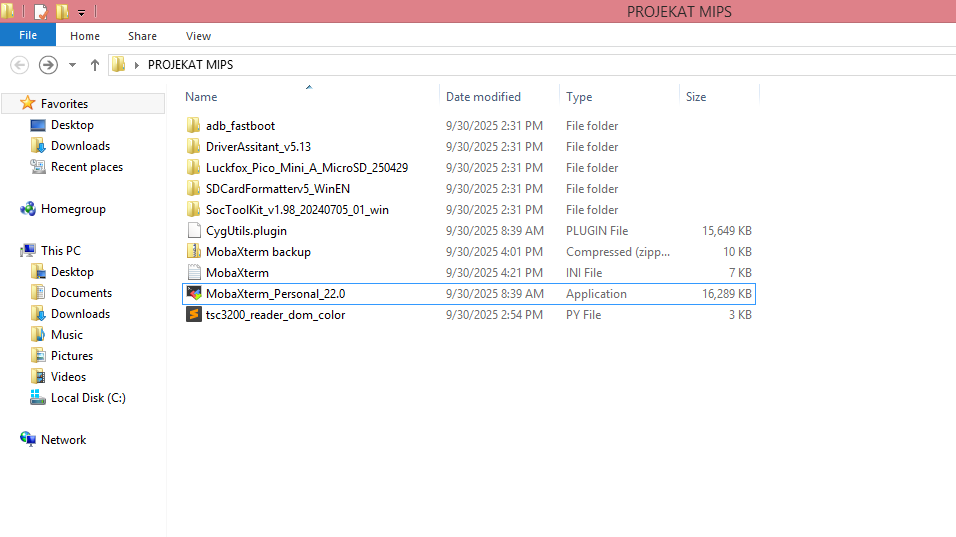 PROJEKAT MIPS
File Home Share View
PROJEKAT MIPS
Name Date modified Type Size
Favorites
Desktop
Downloads
Recent places
Homegroup
This PC
Desktop
Documents
Downloads
Music
Pictures
Videos
Local Disk (C:)
Network
adb_fastboot 9/30/2025 2:31 PM File folder
DriverAssitant_v5.13 9/30/2025 2:31 PM File folder
Luckfox_Pico_Mini_A_MicroSD_250429 9/30/2025 2:31 PM File folder
SDCardFormatterv5_WinEN 9/30/2025 2:31 PM File folder
SocToolKit_v1.98_20240705_01_win 9/30/2025 2:31 PM File folder
CygUtils.plugin 9/30/2025 8:39 AM PLUGIN File 15,649 KB
MobaXterm backup 9/30/2025 4:01 PM Compressed (zipp... 10 KB
MobaXterm 9/30/2025 4:21 PM INI File 7 KB
MobaXterm_Personal_22.0 9/30/2025 8:39 AM Application 16,289 KB
tsc3200_reader_dom_color 9/30/2025 2:54 PM PY File 3 KB